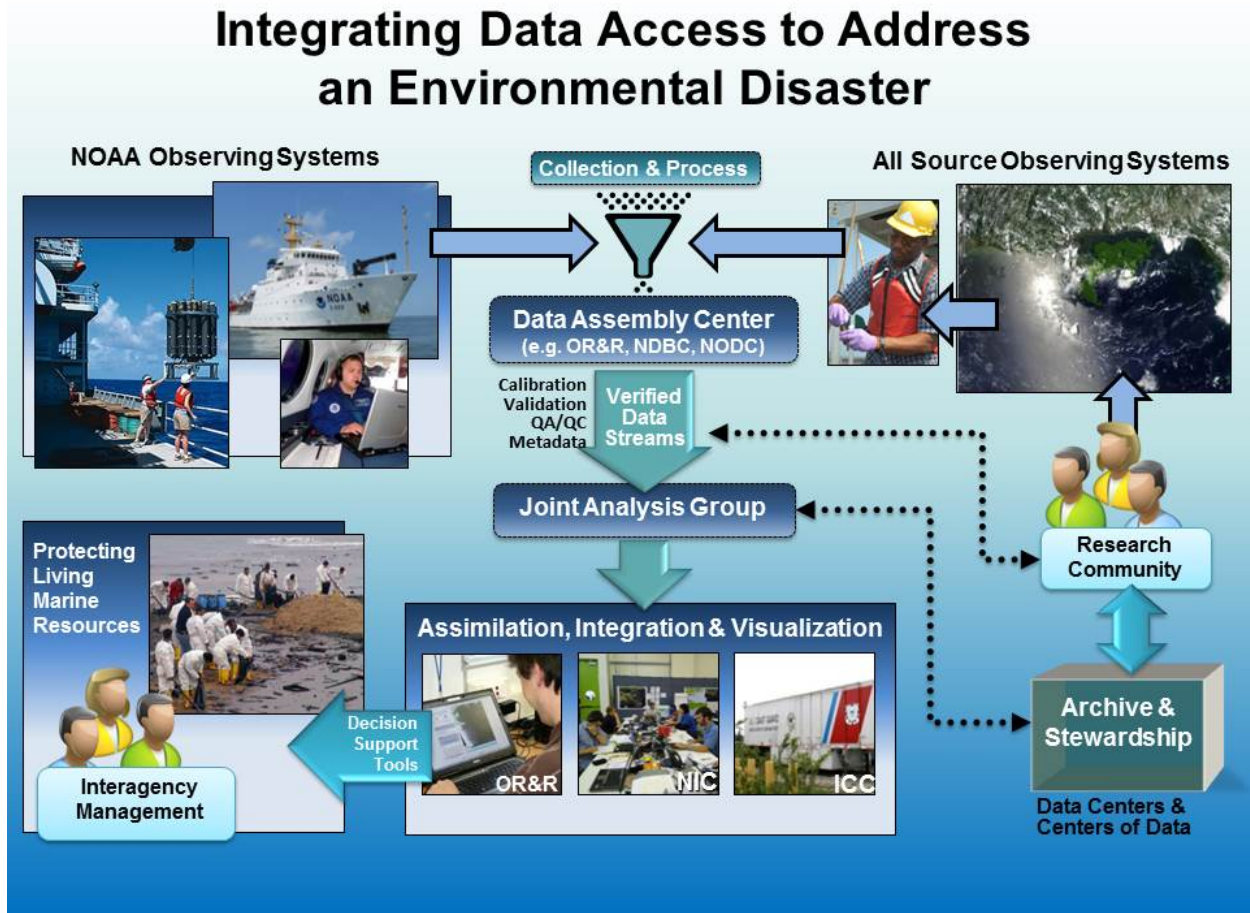 Integrating Data Access to Address
an Environmental Disaster
NOAA Observing Systems
Collection & Process
All Source Observing Systems
NOAA
Data Assembly Center
(e.g. OR&R, NDBC, NODC)
Calibration
Validation
QA/QC
Metadata
Verified
Data
Streams
Joint Analysis Group
Research
Community
Protecting
Living
Marine
Resources
Assimilation, Integration & Visualization
OR&R
NIC
ICC
Decision
Support
Tools
Interagency
Management
Archive &
Stewardship
Data Centers &
Centers of Data